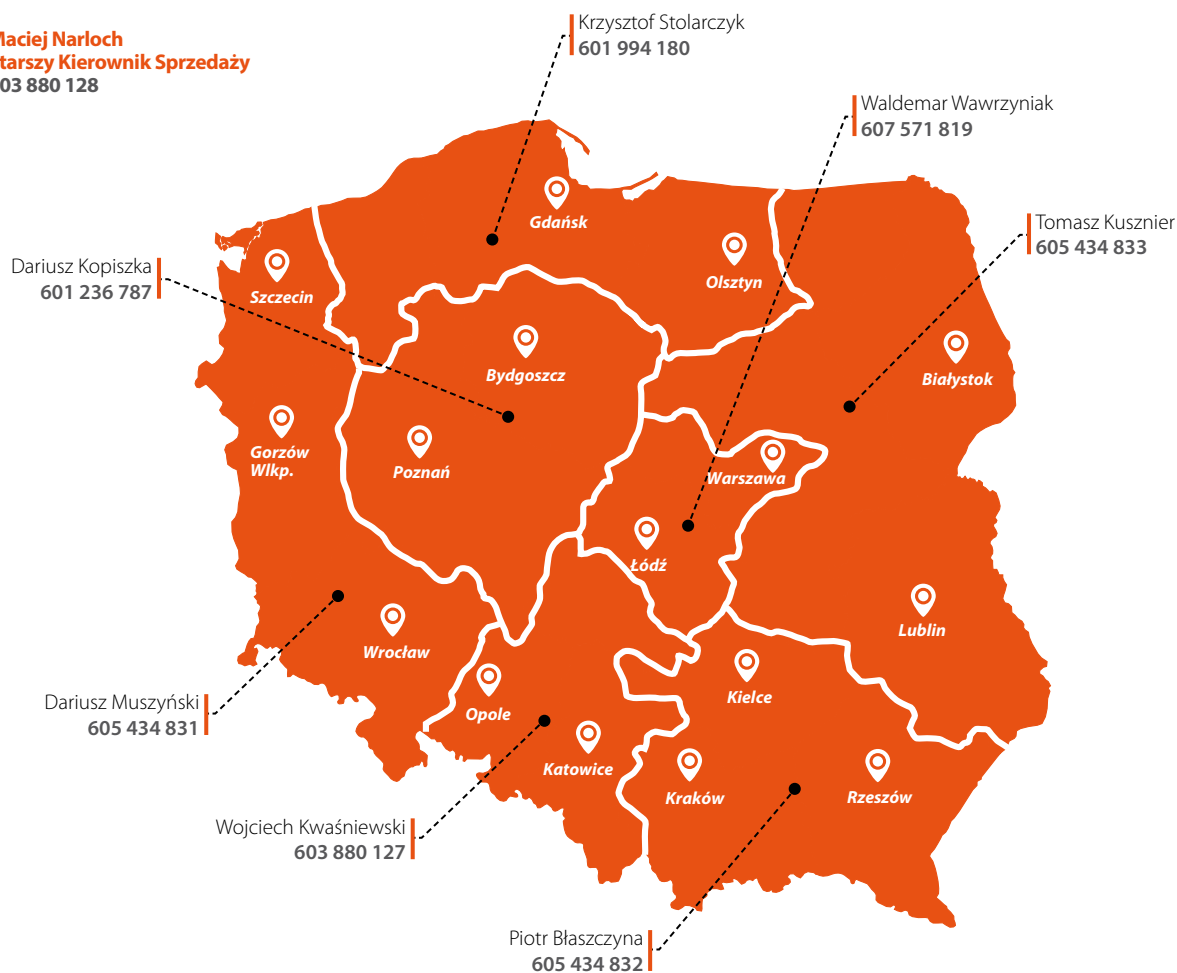 Maciej Narloch
Starszy Kierownik Sprzedaży
03 880 128
Krzysztof Stolarczyk
601 994 180
Waldemar Wawrzyniak
607 571 819
Tomasz Kusznier
605 434 833
Dariusz Kopiszka
601 236 787
Gdańsk
Olsztyn
Szczecin
Bydgoszcz
Białystok
Gorzów
Wlkp.
Poznań
Warszawa
Łódź
Lublin
Wrocław
Kielce
Opole
Katowice
Kraków
Rzeszów
Dariusz Muszyński
605 434 831
Wojciech Kwaśniewski
603 880 127
Piotr Błaszczyna
605 434 832